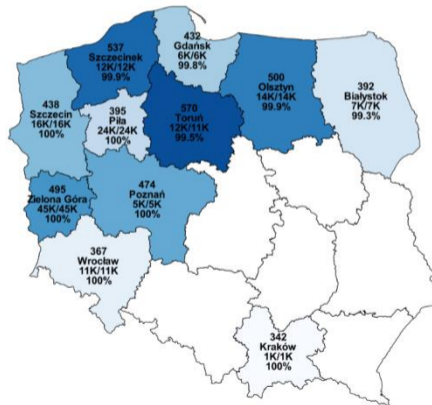 432
Gdańsk
6K/6K
99.8%
537
Szczecinek
12K/12K
99.9%
500
Olsztyn
14K/14K
99.9%
392
Białystok
7K/7K
99.3%
438
Szczecin
16K/16K
100%
395
Piła
24K/24K
100%
570
Toruń
12K/11K
99.5%
495
Zielona Góra
45K/45K
100%
474
Poznań
5K/5K
100%
367
Wrocław
11K/11K
100%
342
Kraków
1K/1K
100%